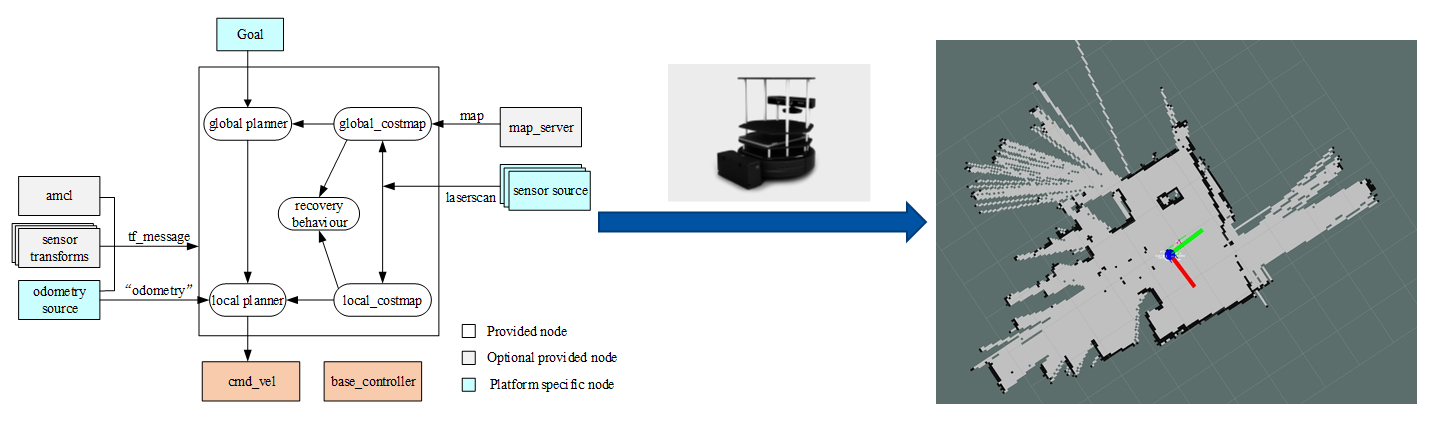 Goal
global planner
global_costmap
map
map_server
sensor source
laserscan
amcl
recovery
behaviour
sensor
transforms
tf_message
odometry
source
“odometry”
local planner
local_costmap
Provided node
Optional provided node
Platform specific node
cmd_vel
base_controller